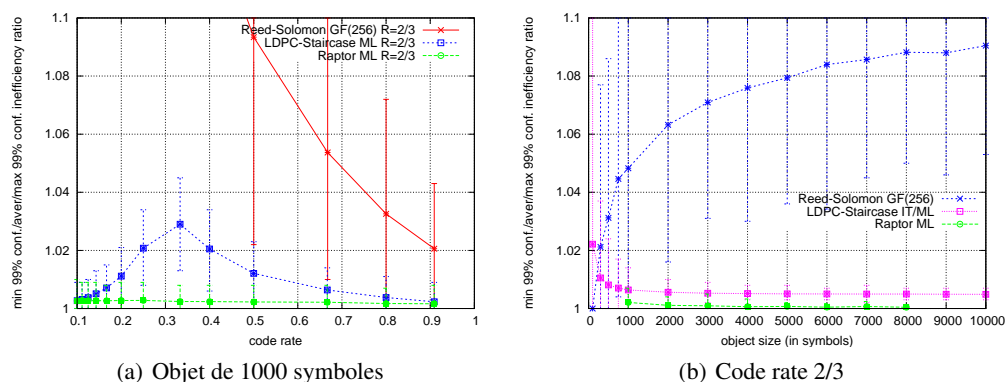 min 99% conf./aver/max 99% conf. inefficiency ratio
1.1
1.08
1.06
1.04
1.02
1
0.1 0.2 0.3 0.4 0.5 0.6 0.7 0.8 0.9 1
code rate
Reed-Solomon GF(256) R=2/3
LDPC-Staircase ML R=2/3
Raptor ML R=2/3
(a) Objet de 1000 symboles
min 99% conf./aver/max 99% conf. inefficiency ratio
1.1
1.08
1.06
1.04
1.02
1
0 1000 2000 3000 4000 5000 6000 7000 8000 9000 10000
object size (in symbols)
Reed-Solomon GF(256)
LDPC-Staircase IT/ML
Raptor ML
(b) Code rate 2/3